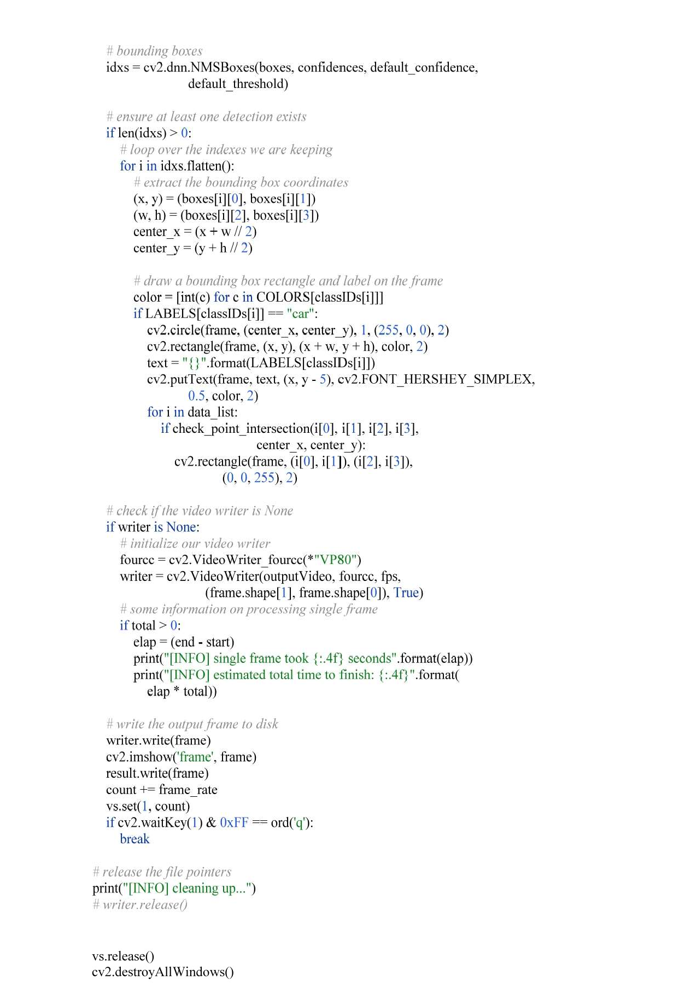 # bounding boxes
idxs = cv2.dnn.NMSBoxes(boxes, confidences, default_confidence,
default_threshold)
# ensure at least one detection exists
if len(idxs) > 0:
# loop over the indexes we are keeping
for i in idxs.flatten():
# extract the bounding box coordinates
(x, y) = (boxes[i][0], boxes[i][1])
(w, h) = (boxes[i][2], boxes[i][3])
center_x = (x + w // 2)
center_y = (y + h // 2)
# draw a bounding box rectangle and label on the frame
color = [int(c) for c in COLORS[classIDs[i]]]
if LABELS[classIDs[i]] == "car":
cv2.circle(frame, (center_x, center_y), 1, (255, 0, 0), 2)
cv2.rectangle(frame, (x, y), (x + w, y + h), color, 2)
text = "{}".format(LABELS[classIDs[i]])
cv2.putText(frame, text, (x, y - 5), cv2.FONT_HERSHEY_SIMPLEX,
0.5, color, 2)
for i in data_list:
if check_point_intersection(i[0], i[1], i[2], i[3],
center_x, center_y):
cv2.rectangle(frame, (i[0], i[1]), (i[2], i[3]),
(0, 0, 255), 2)
# check if the video writer is None
if writer is None:
# initialize our video writer
fourcc = cv2.VideoWriter_fourcc(*"VP80")
writer = cv2.VideoWriter(outputVideo, fourcc, fps,
(frame.shape[1], frame.shape[0]), True)
# some information on processing single frame
if total > 0:
elap = (end - start)
print("[INFO] single frame took {:.4f} seconds".format(elap))
print("[INFO] estimated total time to finish: {:.4f}".format(
elap * total))
# write the output frame to disk
writer.write(frame)
cv2.imshow('frame', frame)
result.write(frame)
count += frame_rate
vs.set(1, count)
if cv2.waitKey(1) & 0xFF == ord('q'):
break
# release the file pointers
print("[INFO] cleaning up...")
# writer.release()
vs.release()
cv2.destroyAllWindows()